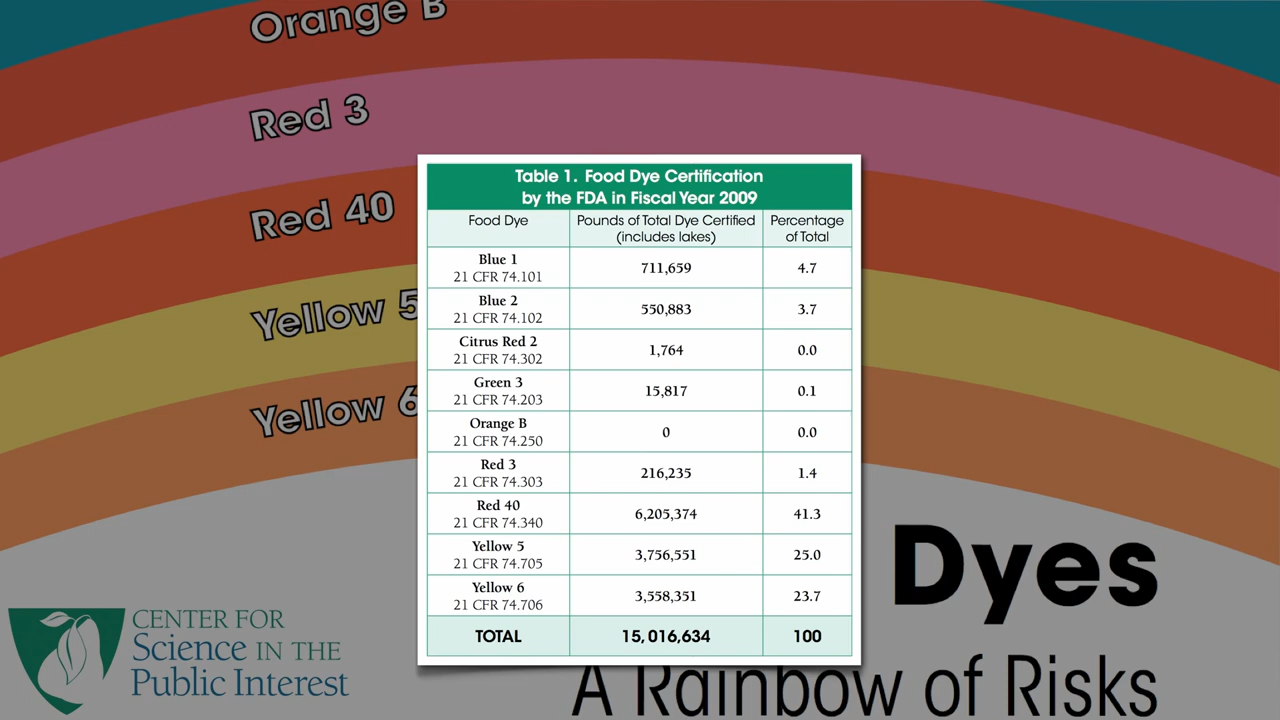 Orange B
Red 3
Red 40
Yellow 5
Yellow 6
Table 1. Food Dye Certification
by the FDA in Fiscal Year 2009
Food Dye Pounds of Total Dye Certified (includes lakes) Percentage of Total
Blue 1
21 CFR 74.101 711,659 4.7
Blue 2
21 CFR 74.102 550,883 3.7
Citrus Red 2
21 CFR 74.302 1,764 0.0
Green 3
21 CFR 74.203 15,817 0.1
Orange B
21 CFR 74.250 0 0.0
Red 3
21 CFR 74.303 216,235 1.4
Red 40
21 CFR 74.340 6,205,374 41.3
Yellow 5
21 CFR 74.705 3,756,551 25.0
Yellow 6
21 CFR 74.706 3,558,351 23.7
TOTAL 15,016,634 100
Dyes
A Rainbow of Risks
CENTER FOR
Science IN THE
Public Interest